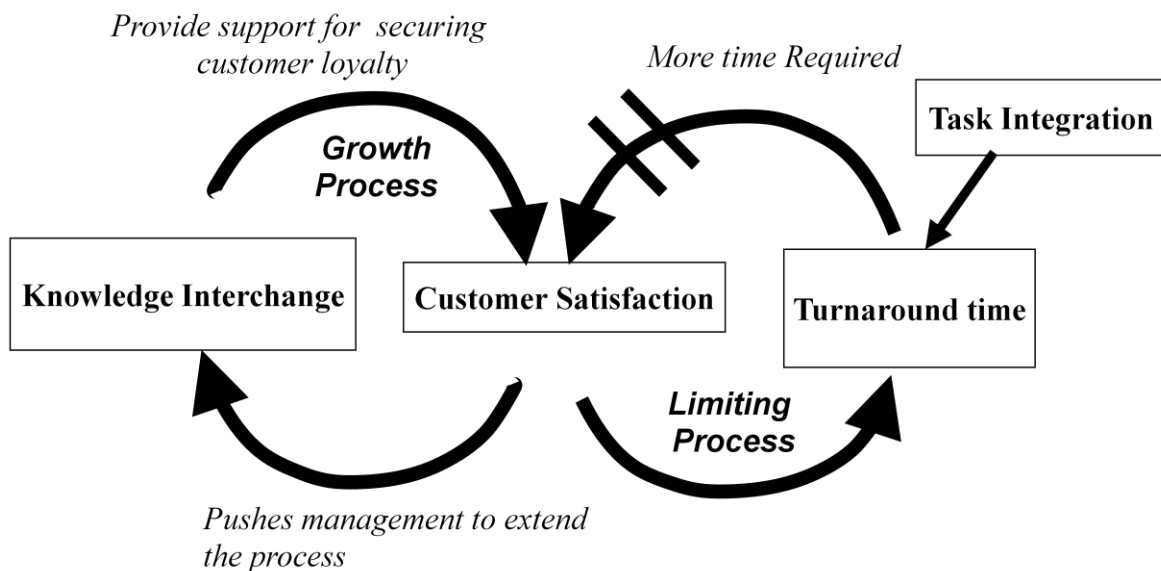 Provide support for securing
customer loyalty
More time Required
Task Integration
Growth
Process
Knowledge Interchange
Customer Satisfaction
Turnaround time
Limiting
Process
Pushes management to extend
the process